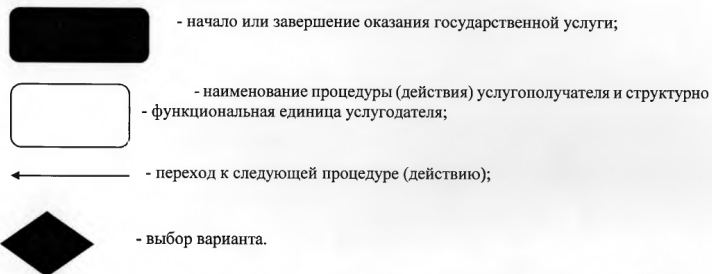 - начало или завершение оказания государственной услуги;
- наименование процедуры (действия) услугополучателя и структурно
- функциональная единица услугодателя;
- переход к следующей процедуре (действию);
- выбор варианта.